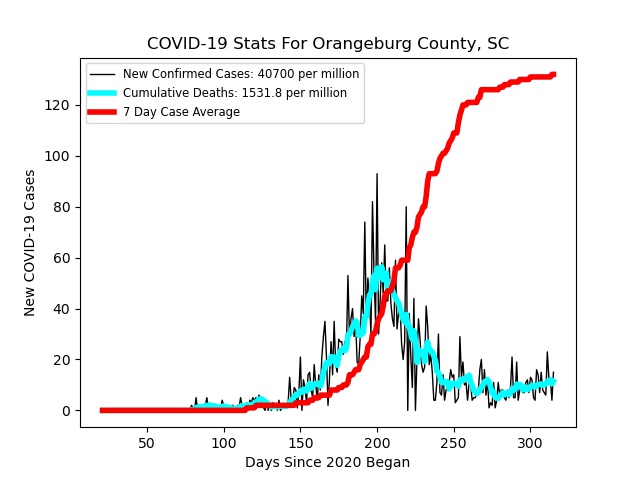 COVID-19 Stats For Orangeburg County, SC
New Confirmed Cases: 40700 per million
Cumulative Deaths: 1531.8 per million
7 Day Case Average
New COVID-19 Cases
120
100
80
60
40
20
0
50 100 150 200 250 300
Days Since 2020 Began